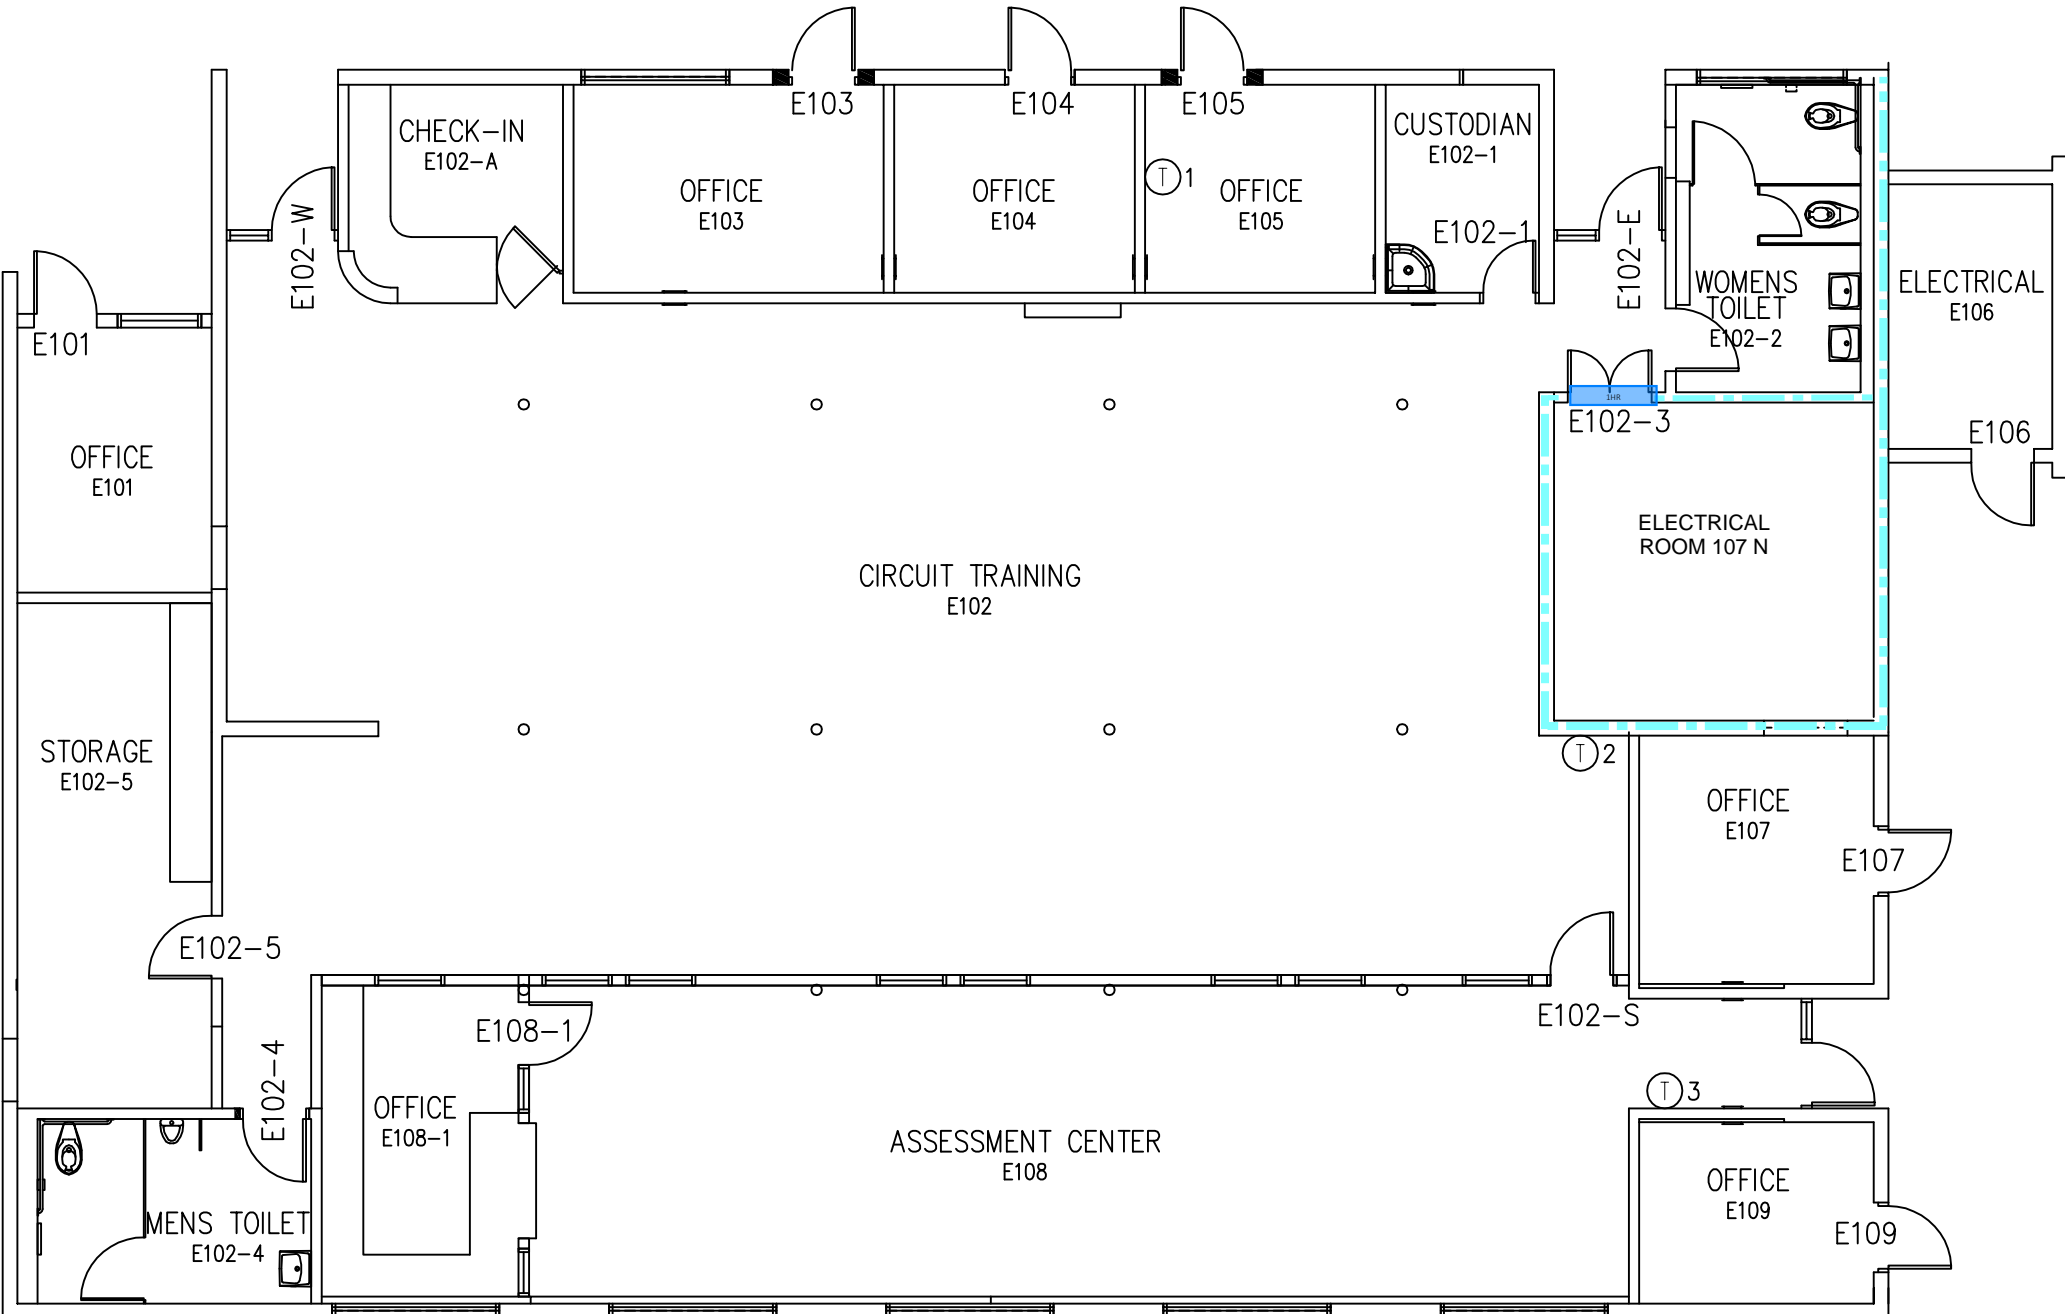 E103
E104
E105
CHECK-IN
E102-A
CUSTODIAN
E102-1
OFFICE
E103
OFFICE
E104
T 1
OFFICE
E105
E102-W
E102-1
E102-E
WOMENS
TOILET
E102-2
ELECTRICAL
E106
E101
1HR
E102-3
E106
OFFICE
E101
ELECTRICAL
ROOM 107 N
CIRCUIT TRAINING
E102
STORAGE
E102-5
T 2
OFFICE
E107
E107
E102-5
E102-S
E108-1
E102-4
T 3
OFFICE
E108-1
ASSESSMENT CENTER
E108
OFFICE
E109
MENS TOILET
E102-4
E109